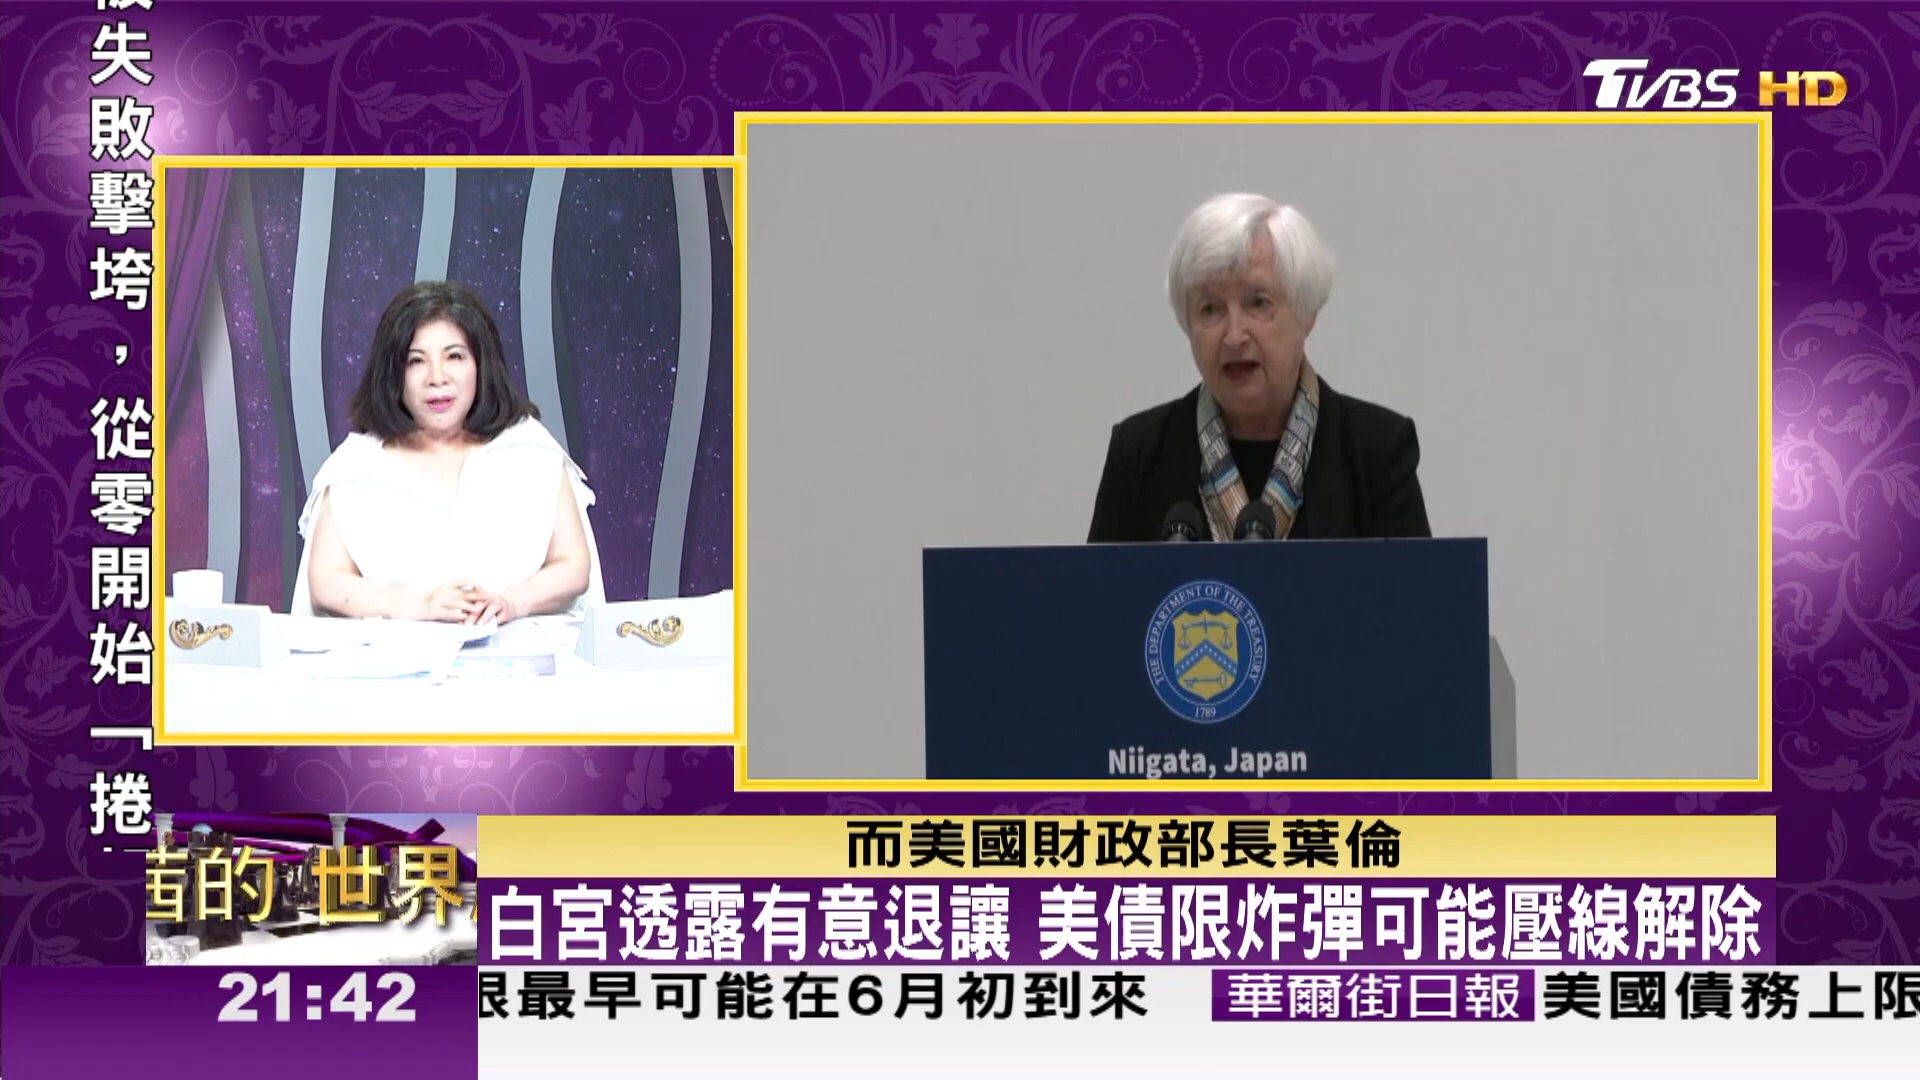 失敗擊垮，從零開始「捲
TVBS HD
THE DEPARTMENT OF THE TREASURY
1789
Niigata, Japan
而美國財政部長葉倫
的 世界
白宮透露有意退讓 美債限炸彈可能壓線解除
21:42
限最早可能在6月初到來 華爾街日報 美國債務上限